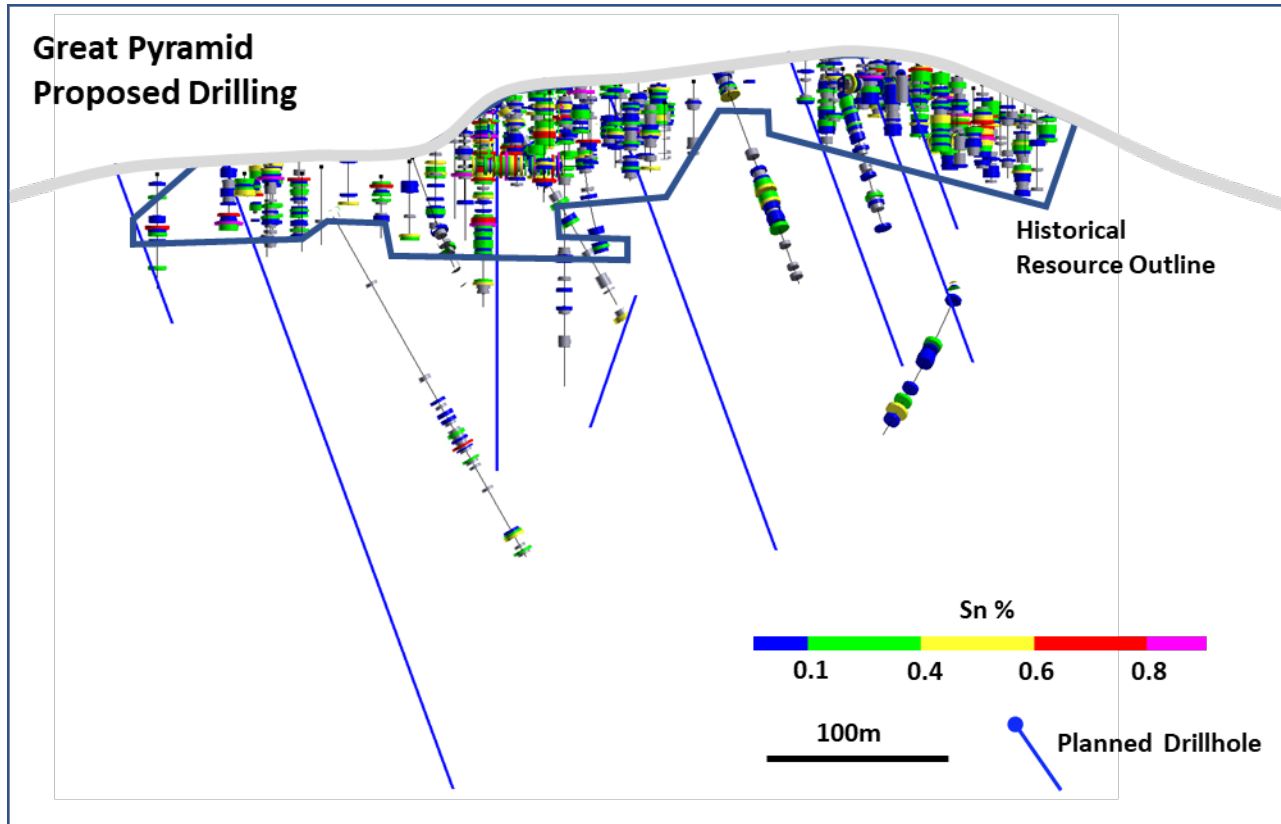 Great Pyramid
Proposed Drilling
Historical
Resource Outline
Sn %
0.1 0.4 0.6 0.8
100m
Planned Drillhole